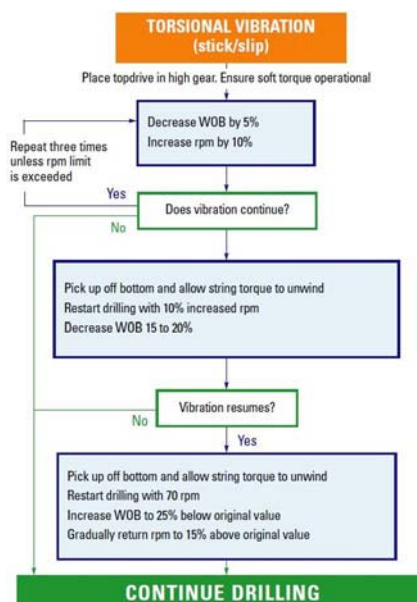 TORSIONAL VIBRATION
(stick/slip)
Place topdrive in high gear. Ensure soft torque operational
Decrease WOB by 5%
Increase rpm by 10%
Repeat three times
unless rpm limit
is exceeded
Yes
Does vibration continue?
No
Pick up off bottom and allow string torque to unwind
Restart drilling with 10% increased rpm
Decrease WOB 15 to 20%
Vibration resumes?
No
Yes
Pick up off bottom and allow string torque to unwind
Restart drilling with 70 rpm
Increase WOB to 25% below original value
Gradually return rpm to 15% above original value
CONTINUE DRILLING